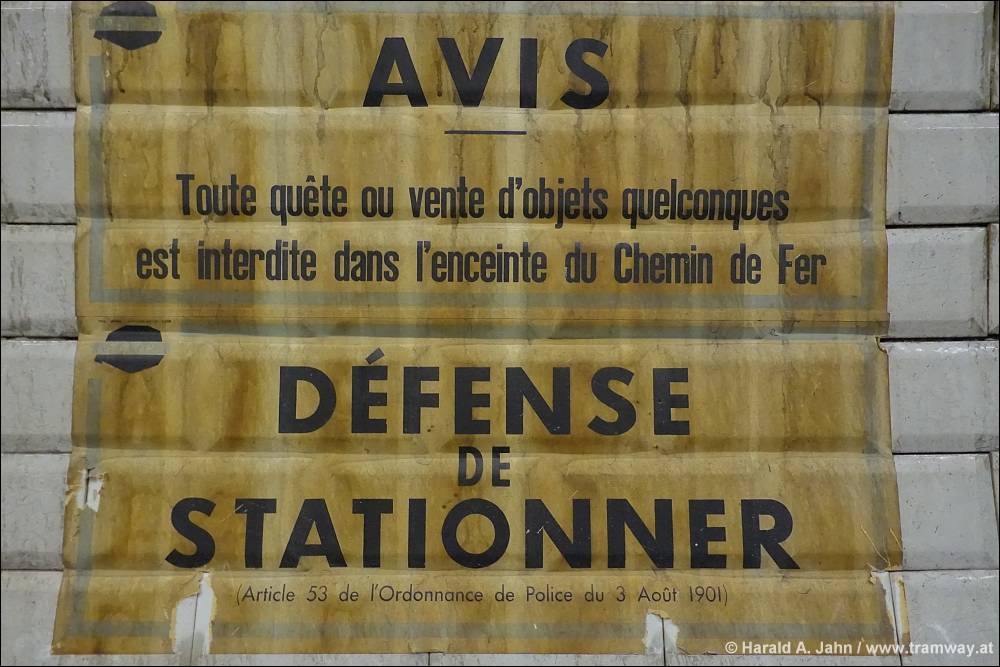 AVIS
Toute quête ou vente d'objets quelconques
est interdite dans l'enceinte du Chemin de Fer
DÉFENSE
DE
STATIONNER
(Article 53 de l'Ordonnance de Police du 3 Août 1901)
© Harald A. Jahn / www.tramway.at